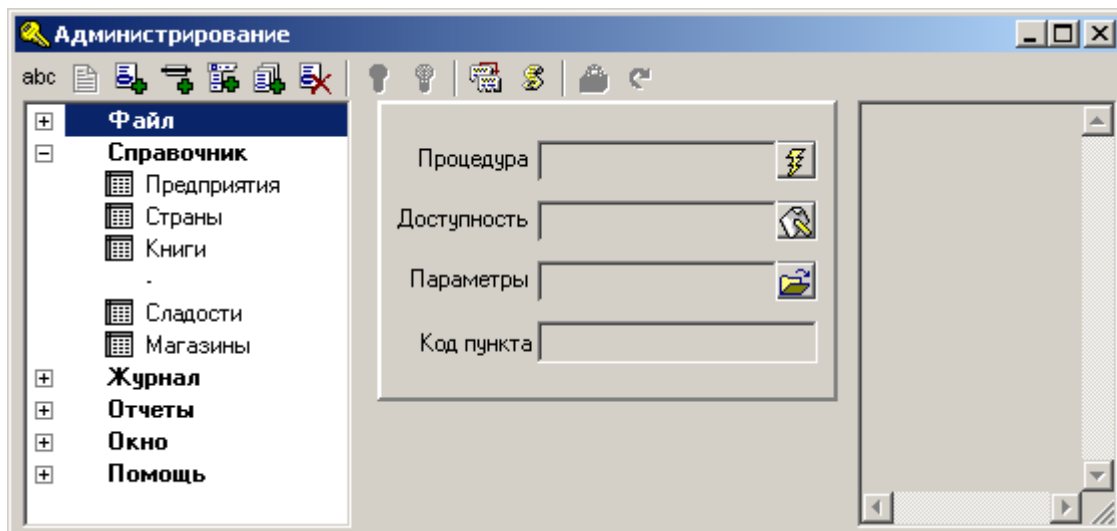 Администрирование
abc
Файл
Справочник
Предприятия
Страны
Книги
-
Сладости
Магазины
Журнал
Отчеты
Окно
Помощь
Процедура
Доступность
Параметры
Код пункта